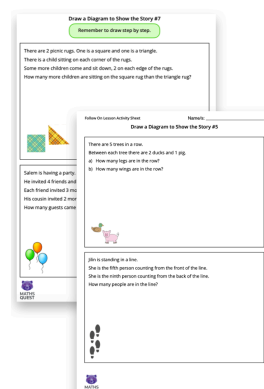 Draw a Diagram to Show the Story #7
Remember to draw step by step.
There are 2 picnic rugs. One is a square and one is a triangle.
There is a child sitting on each corner of the rugs.
Some more children come and sit down, 2 on each edge of the rugs.
How many more children are sitting on the square rug than the triangle rug?
Salem is having a party.
He invited 4 friends and
Each friend invited 3 mo
His cousin invited 2 mor
How many guests came
MATHS
QUEST
Follow On Lesson Activity Sheet
Name/s:
Draw a Diagram to Show the Story #5
There are 5 trees in a row.
Between each tree there are 2 ducks and 1 pig.
a) How many legs are in the row?
b) How many wings are in the row?
is standing in a line.
She is the fifth person counting from the front of the line.
She is the ninth person counting from the back of the line.
How many people are in the line?
MATHS